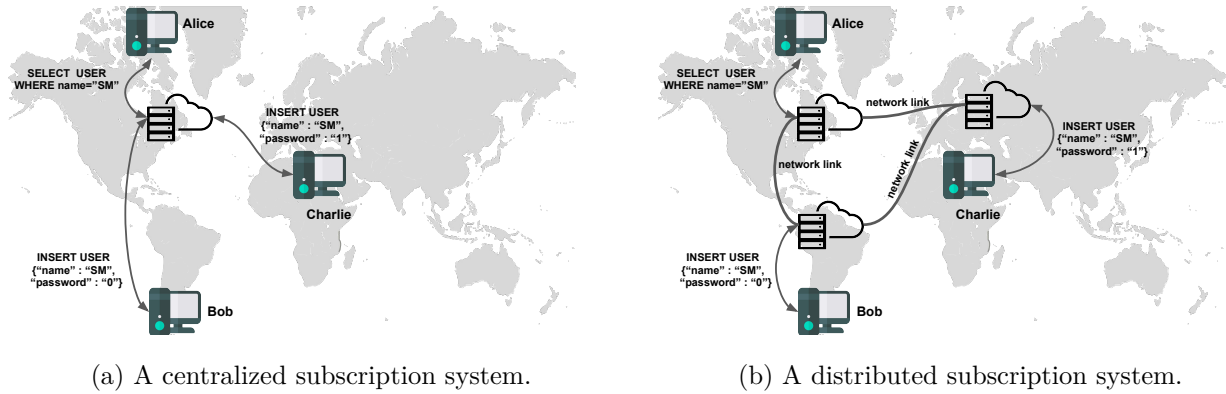 Alice
SELECT USER
WHERE name=”SM”
INSERT USER
{“name” : “SM”,
“password” : “1”}
Charlie
INSERT USER
{“name” : “SM”,
“password” : “0”}
Bob
(a) A centralized subscription system.
Alice
SELECT USER
WHERE name=”SM”
network link
INSERT USER
{“name” : “SM”,
“password” : “1”}
network link
network link
Charlie
INSERT USER
{“name” : “SM”,
“password” : “0”}
Bob
(b) A distributed subscription system.